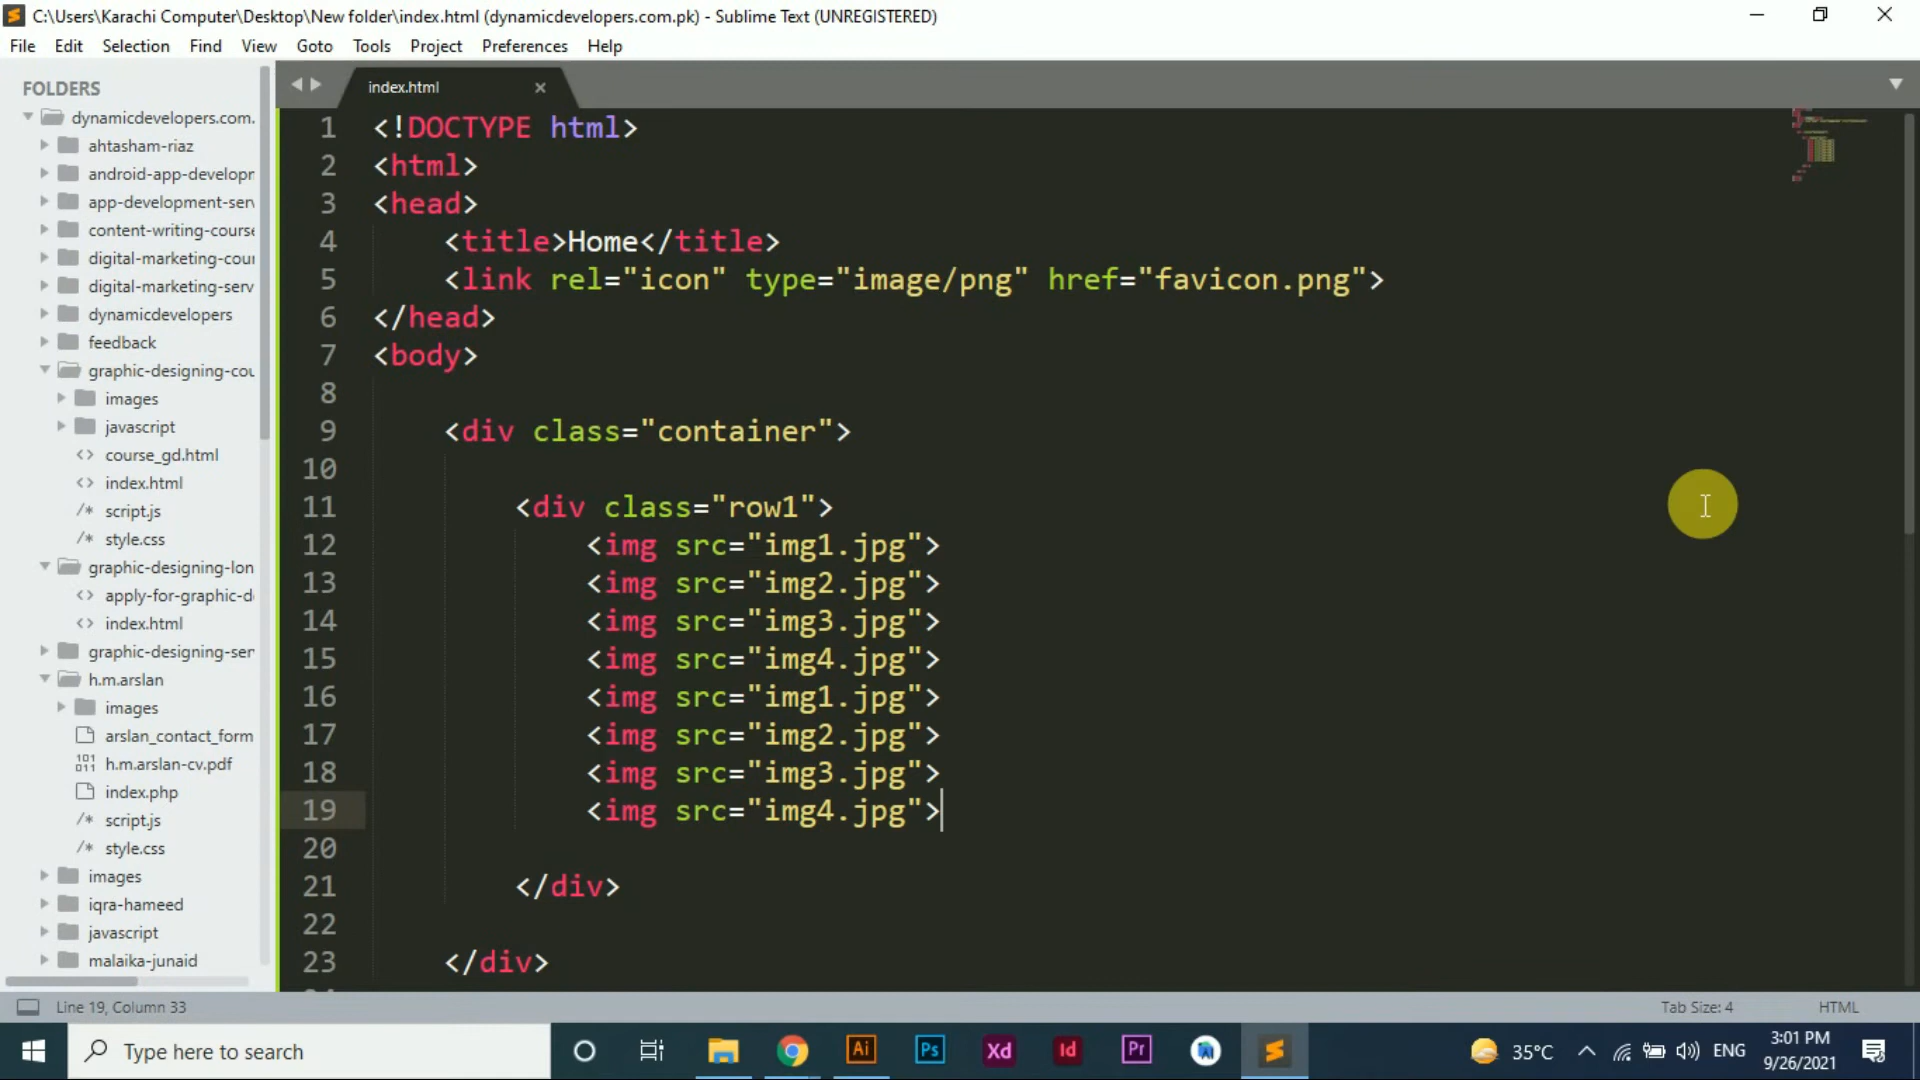 C:\Users\Karachi Computer\Desktop\New folder\index.html (dynamicdevelopers.com.pk) - Sublime Text (UNREGISTERED)
File Edit Selection Find View Goto Tools Project Preferences Help
FOLDERS
dynamicdevelopers.com.
ahtasham-riaz
android-app-developr
app-development-serv
content-writing-course
digital-marketing-cour
digital-marketing-serv
dynamicdevelopers
feedback
graphic-designing-cou
images
javascript
<> course_gd.html
<> index.html
/* script.js
/* style.css
graphic-designing-lon
<> apply-for-graphic-d
<> index.html
graphic-designing-ser
h.m.arslan
images
arslan_contact_form
h.m.arslan-cv.pdf
index.php
/* script.js
/* style.css
images
iqra-hameed
javascript
malaika-junaid
index.html
1 <!DOCTYPE html>
2 <html>
3 <head>
4 <title>Home</title>
5 <link rel="icon" type="image/png" href="favicon.png">
6 </head>
7 <body>
8
9 <div class="container">
10
11 <div class="row1">
12 <img src="img1.jpg">
13 <img src="img2.jpg">
14 <img src="img3.jpg">
15 <img src="img4.jpg">
16 <img src="img1.jpg">
17 <img src="img2.jpg">
18 <img src="img3.jpg">
19 <img src="img4.jpg">
20
21 </div>
22
23 </div>
Line 19, Column 33
Tab Size: 4
HTML
Type here to search
Ai Ps Xd Id Pr
35°C
ENG
3:01 PM
9/26/2021